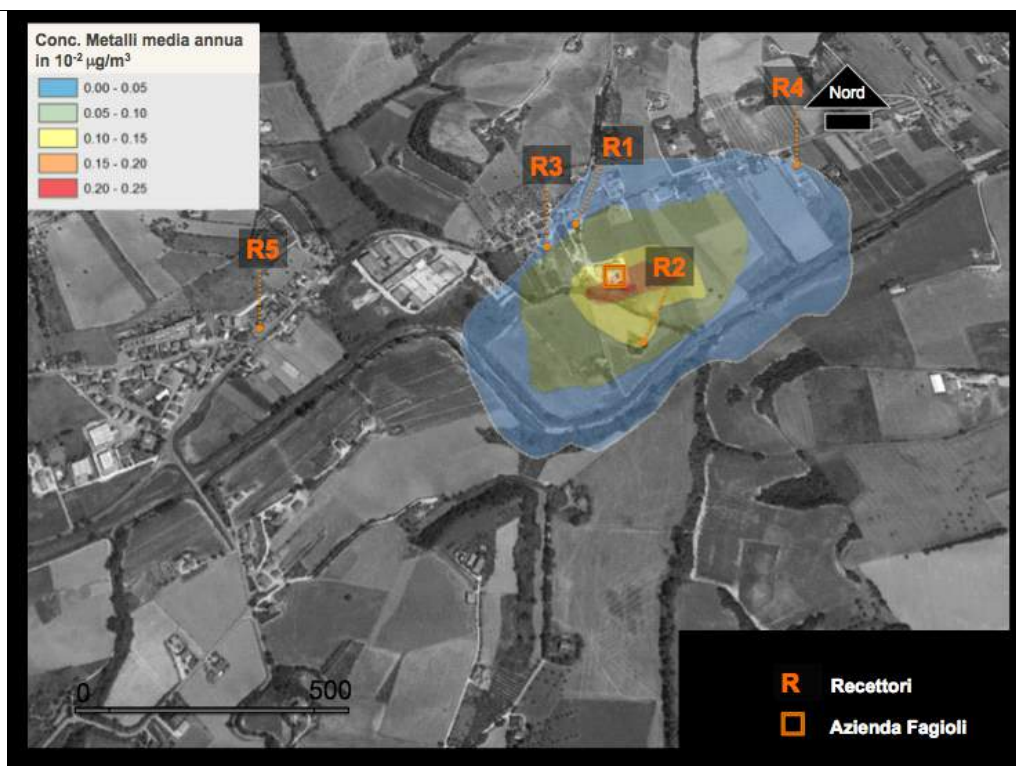 Conc. Metalli media annua
in 10⁻² µg/m³
0.00 - 0.05
0.05 - 0.10
0.10 - 0.15
0.15 - 0.20
0.20 - 0.25
R4
Nord
R1
R3
R5
R2
0 500
R Recettori
Azienda Fagioli